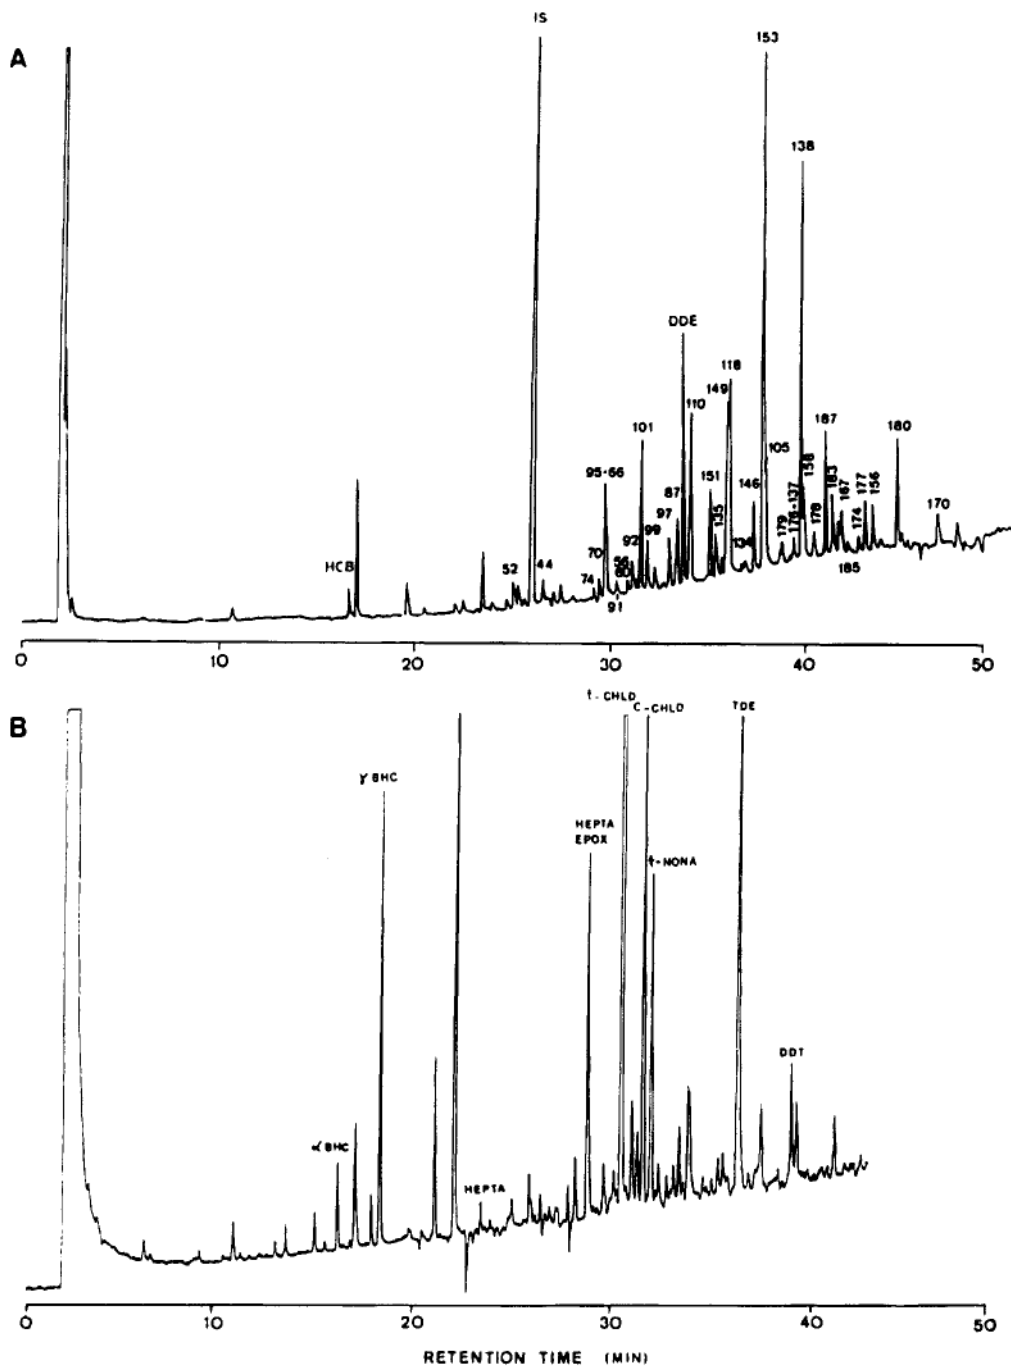 A
IS
153
138
DDE
118
149
110
101
187
180
105
158
95-66
151
87
97
183
146
167
177
156
HCB
92
99
135
176-137
170
70
56
60
52
44
74
134
179
178
174
91
185
0 10 20 30 40 50
B
t-CHLD
C-CHLD
TDE
γ BHC
HEPTA
EPOX
t-NONA
DDT
α BHC
HEPTA
0 10 20 30 40 50
RETENTION TIME (MIN)